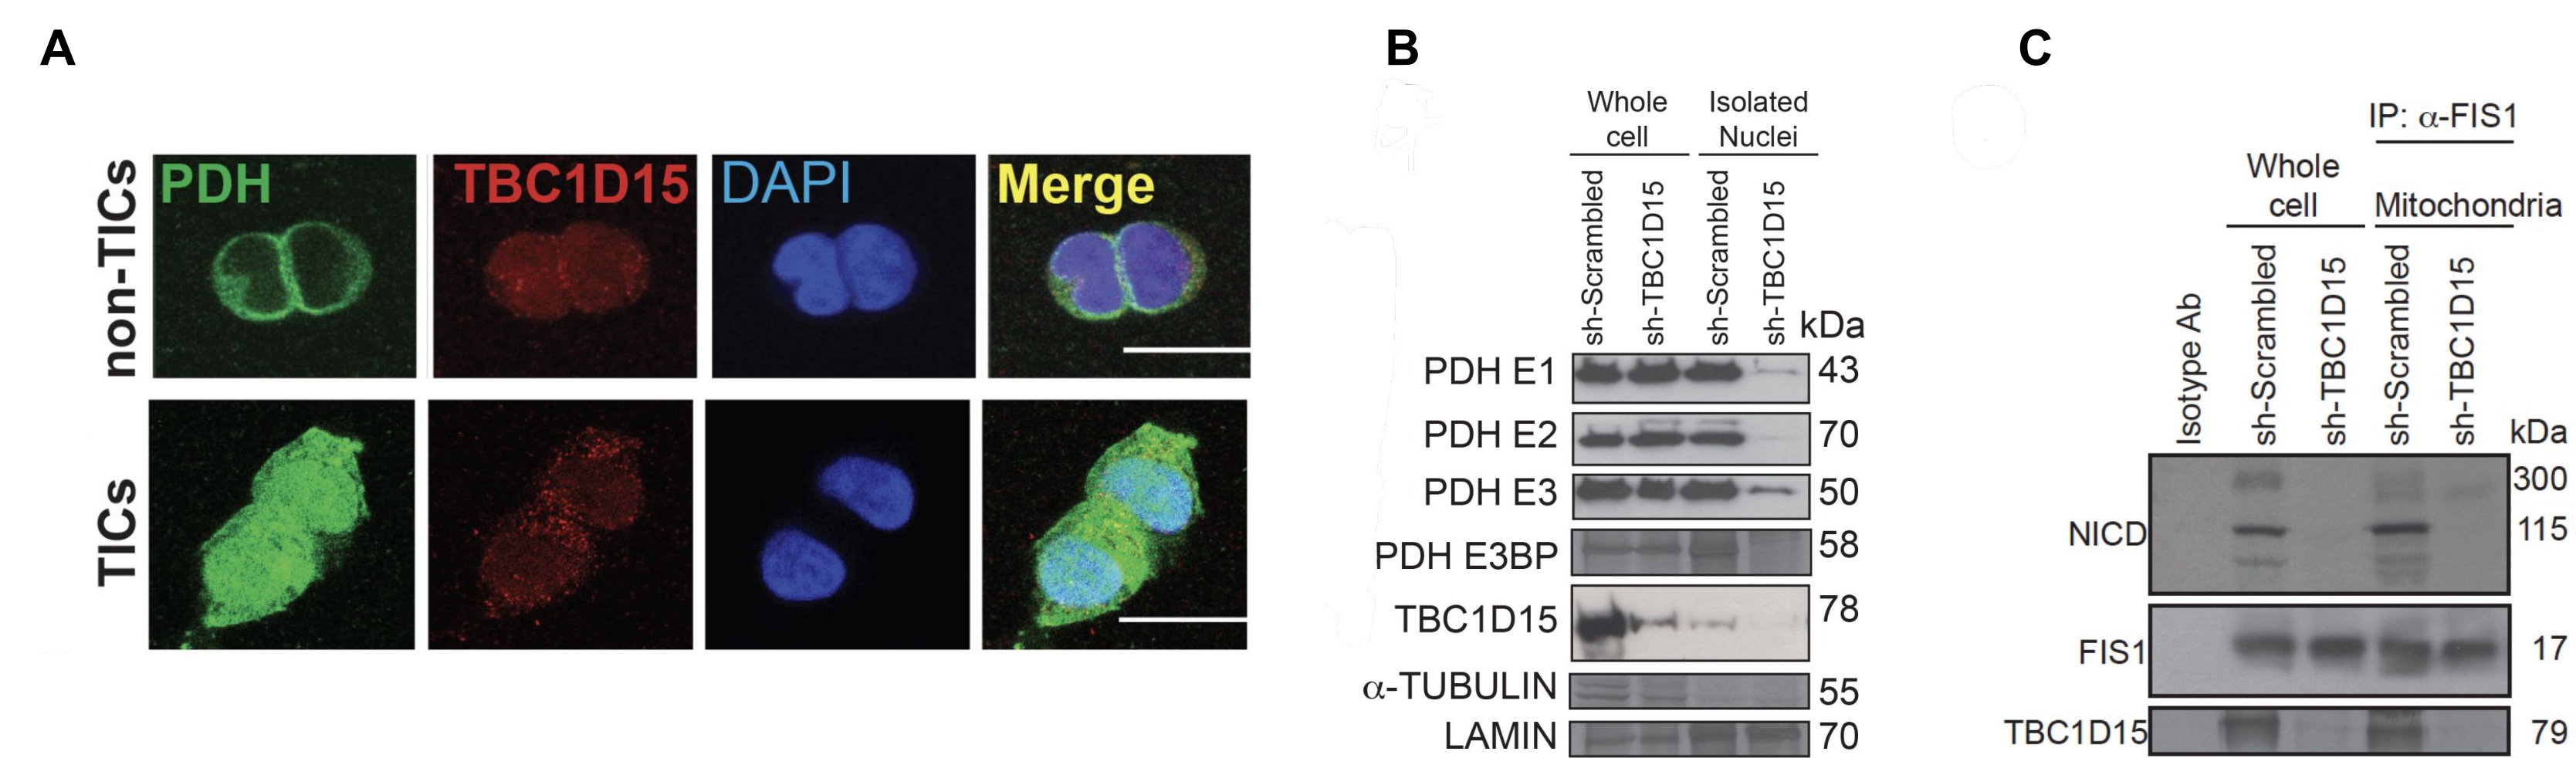 A
non-TICs
PDH
TBC1D15
DAPI
Merge
TICs
B
Whole
cell
Isolated
Nuclei
sh-Scrambled
sh-TBC1D15
sh-Scrambled
sh-TBC1D15
kDa
PDH E1
43
PDH E2
70
PDH E3
50
PDH E3BP
58
TBC1D15
78
α-TUBULIN
55
LAMIN
70
C
IP: α-FIS1
Whole
cell
Mitochondria
Isotype Ab
sh-Scrambled
sh-TBC1D15
sh-Scrambled
sh-TBC1D15
kDa
300
NICD
115
FIS1
17
TBC1D15
79